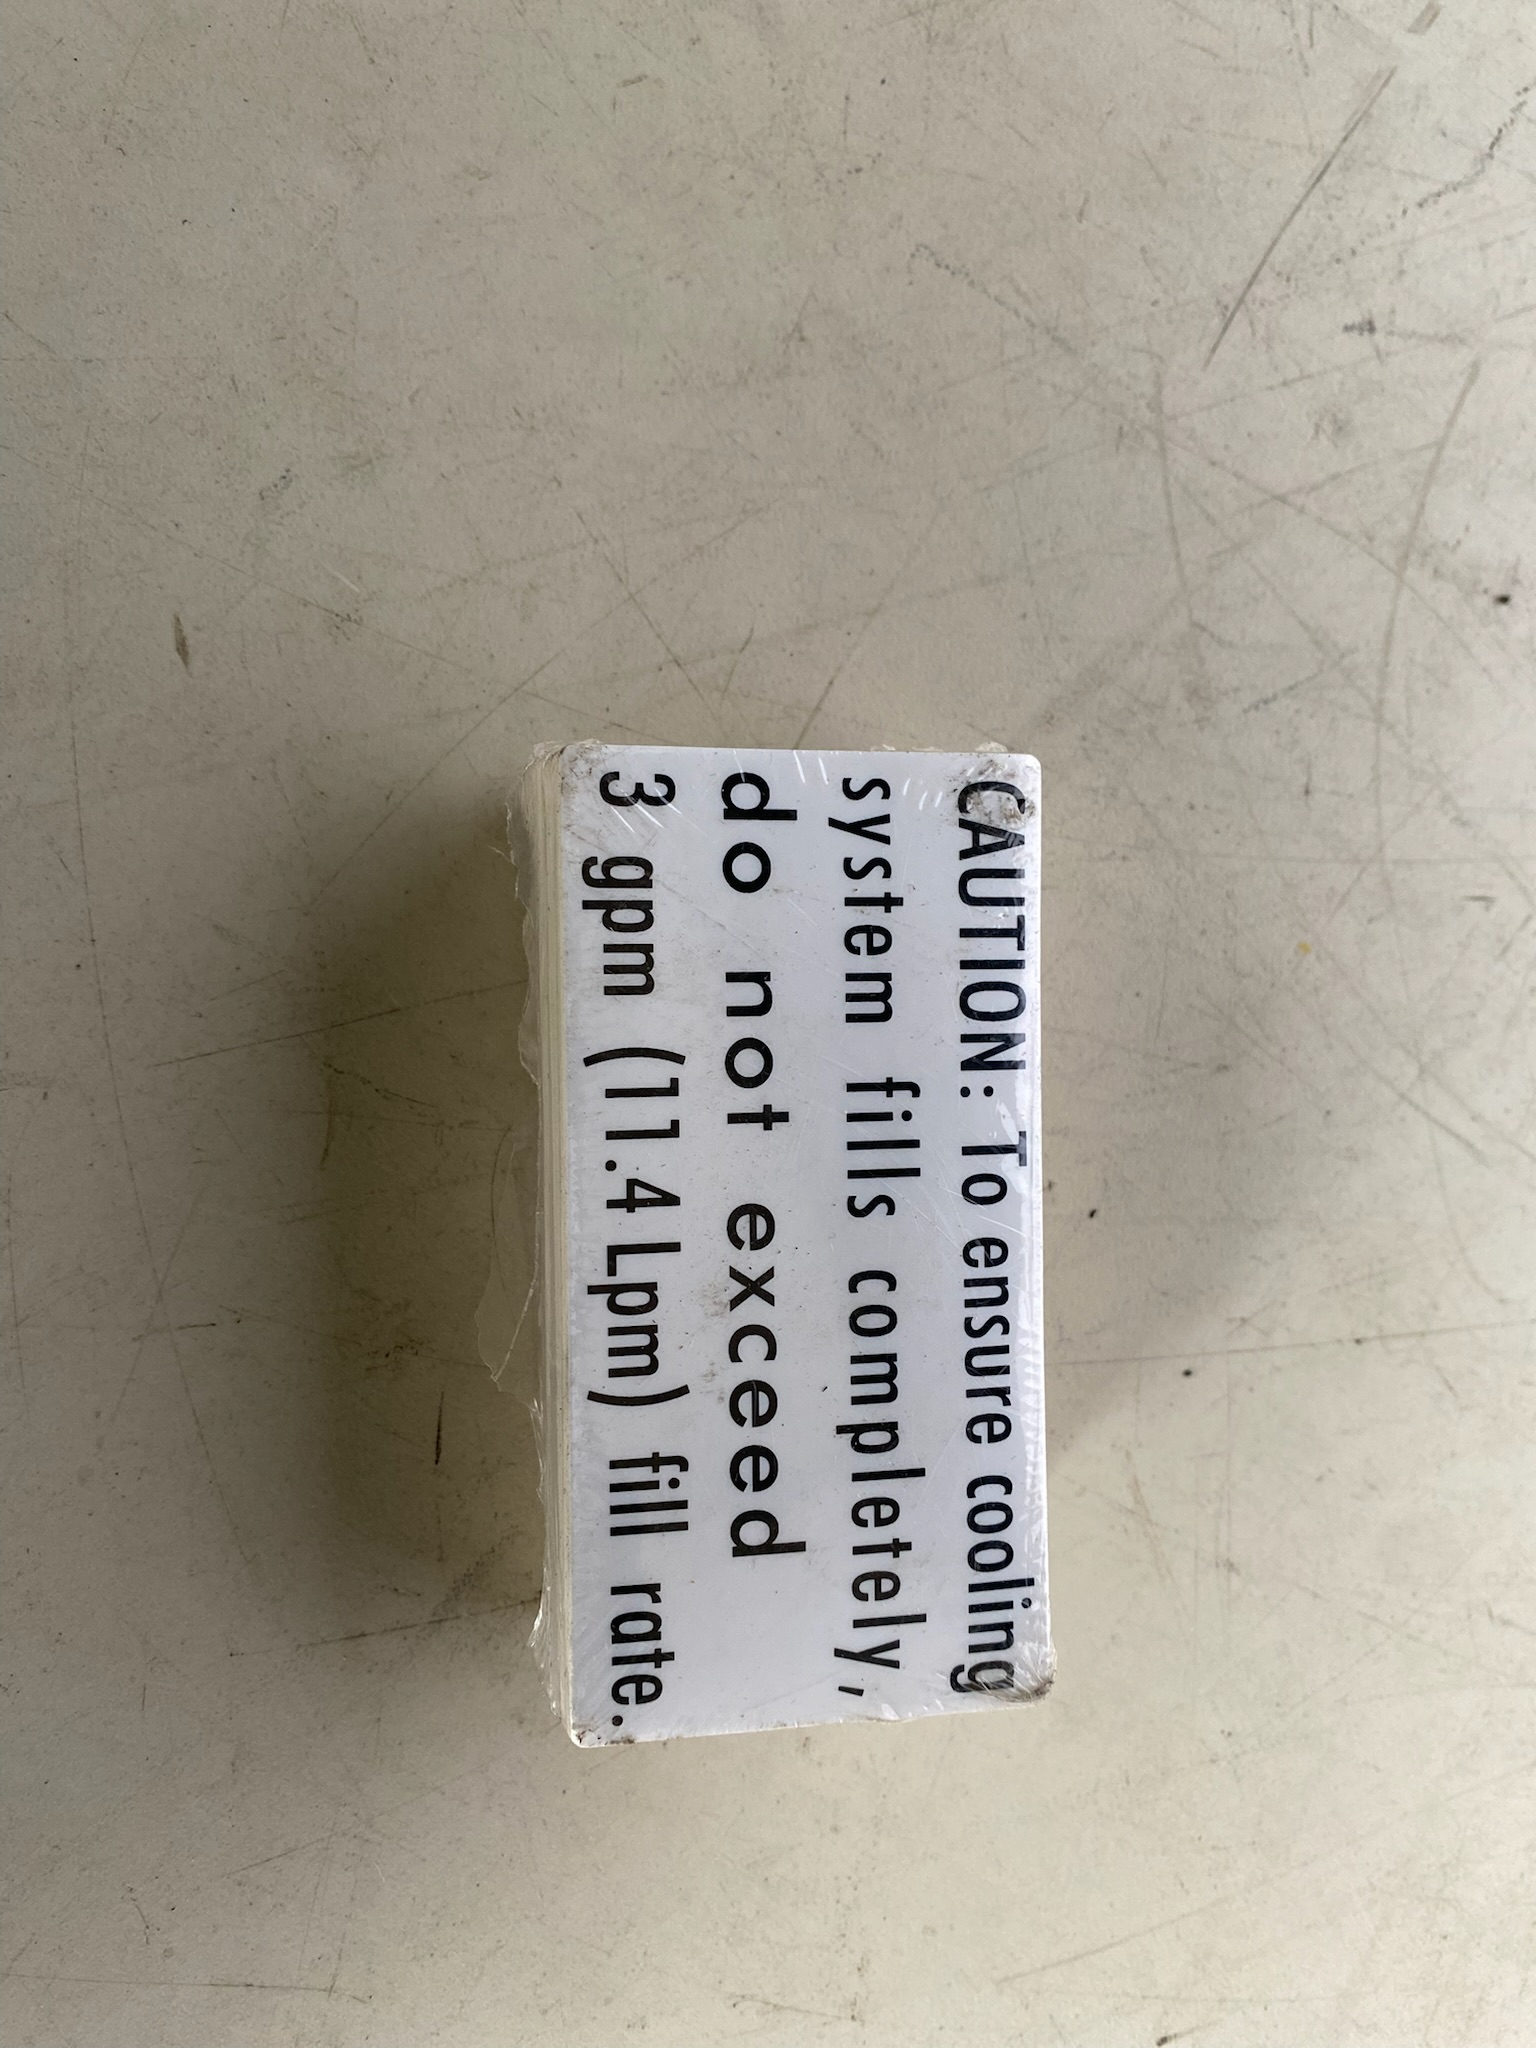 CAUTION: To ensure cooling
system fills completely,
do not exceed
3 gpm (11.4 Lpm) fill rate.